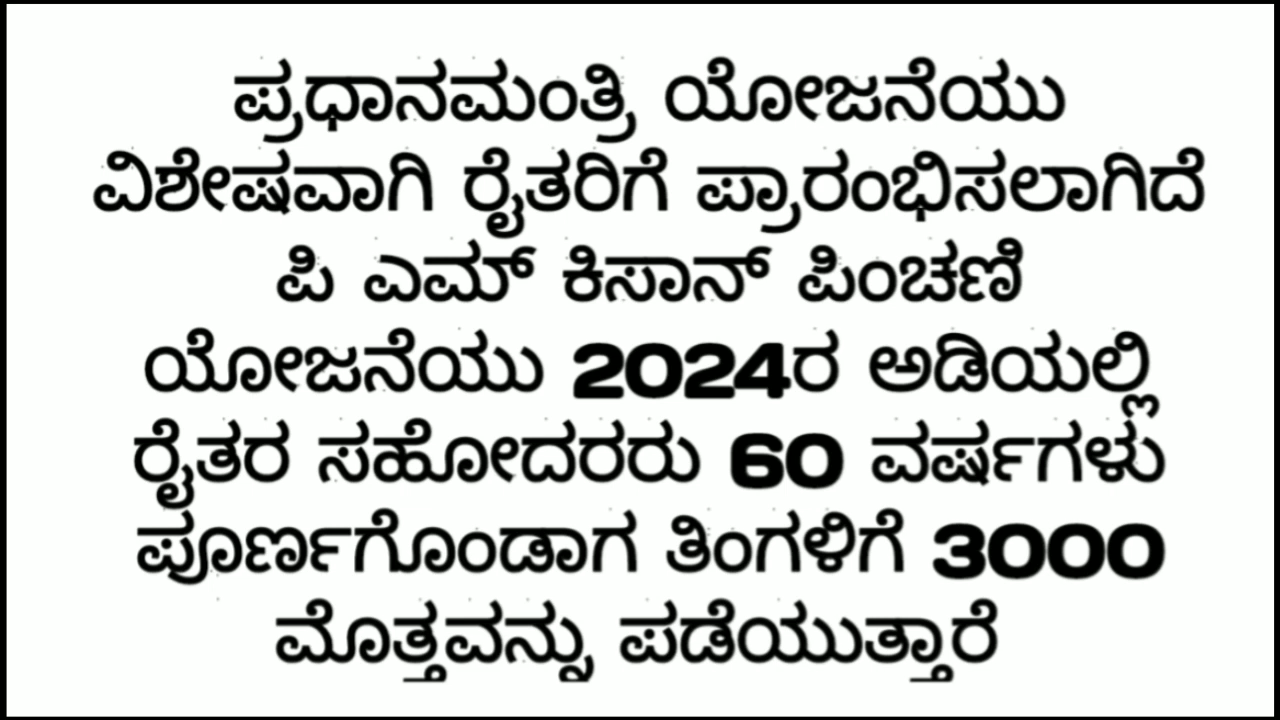 ಪ್ರಧಾನಮಂತ್ರಿ ಯೋಜನೆಯು
ವಿಶೇಷವಾಗಿ ರೈತರಿಗೆ ಪ್ರಾರಂಭಿಸಲಾಗಿದೆ
ಪಿ ಎಮ್ ಕಿಸಾನ್ ಪಿಂಚಣಿ
ಯೋಜನೆಯು 2024ರ ಅಡಿಯಲ್ಲಿ
ರೈತರ ಸಹೋದರರು 60 ವರ್ಷಗಳು
ಪೂರ್ಣಗೊಂಡಾಗ ತಿಂಗಳಿಗೆ 3000
ಮೊತ್ತವನ್ನು ಪಡೆಯುತ್ತಾರೆ